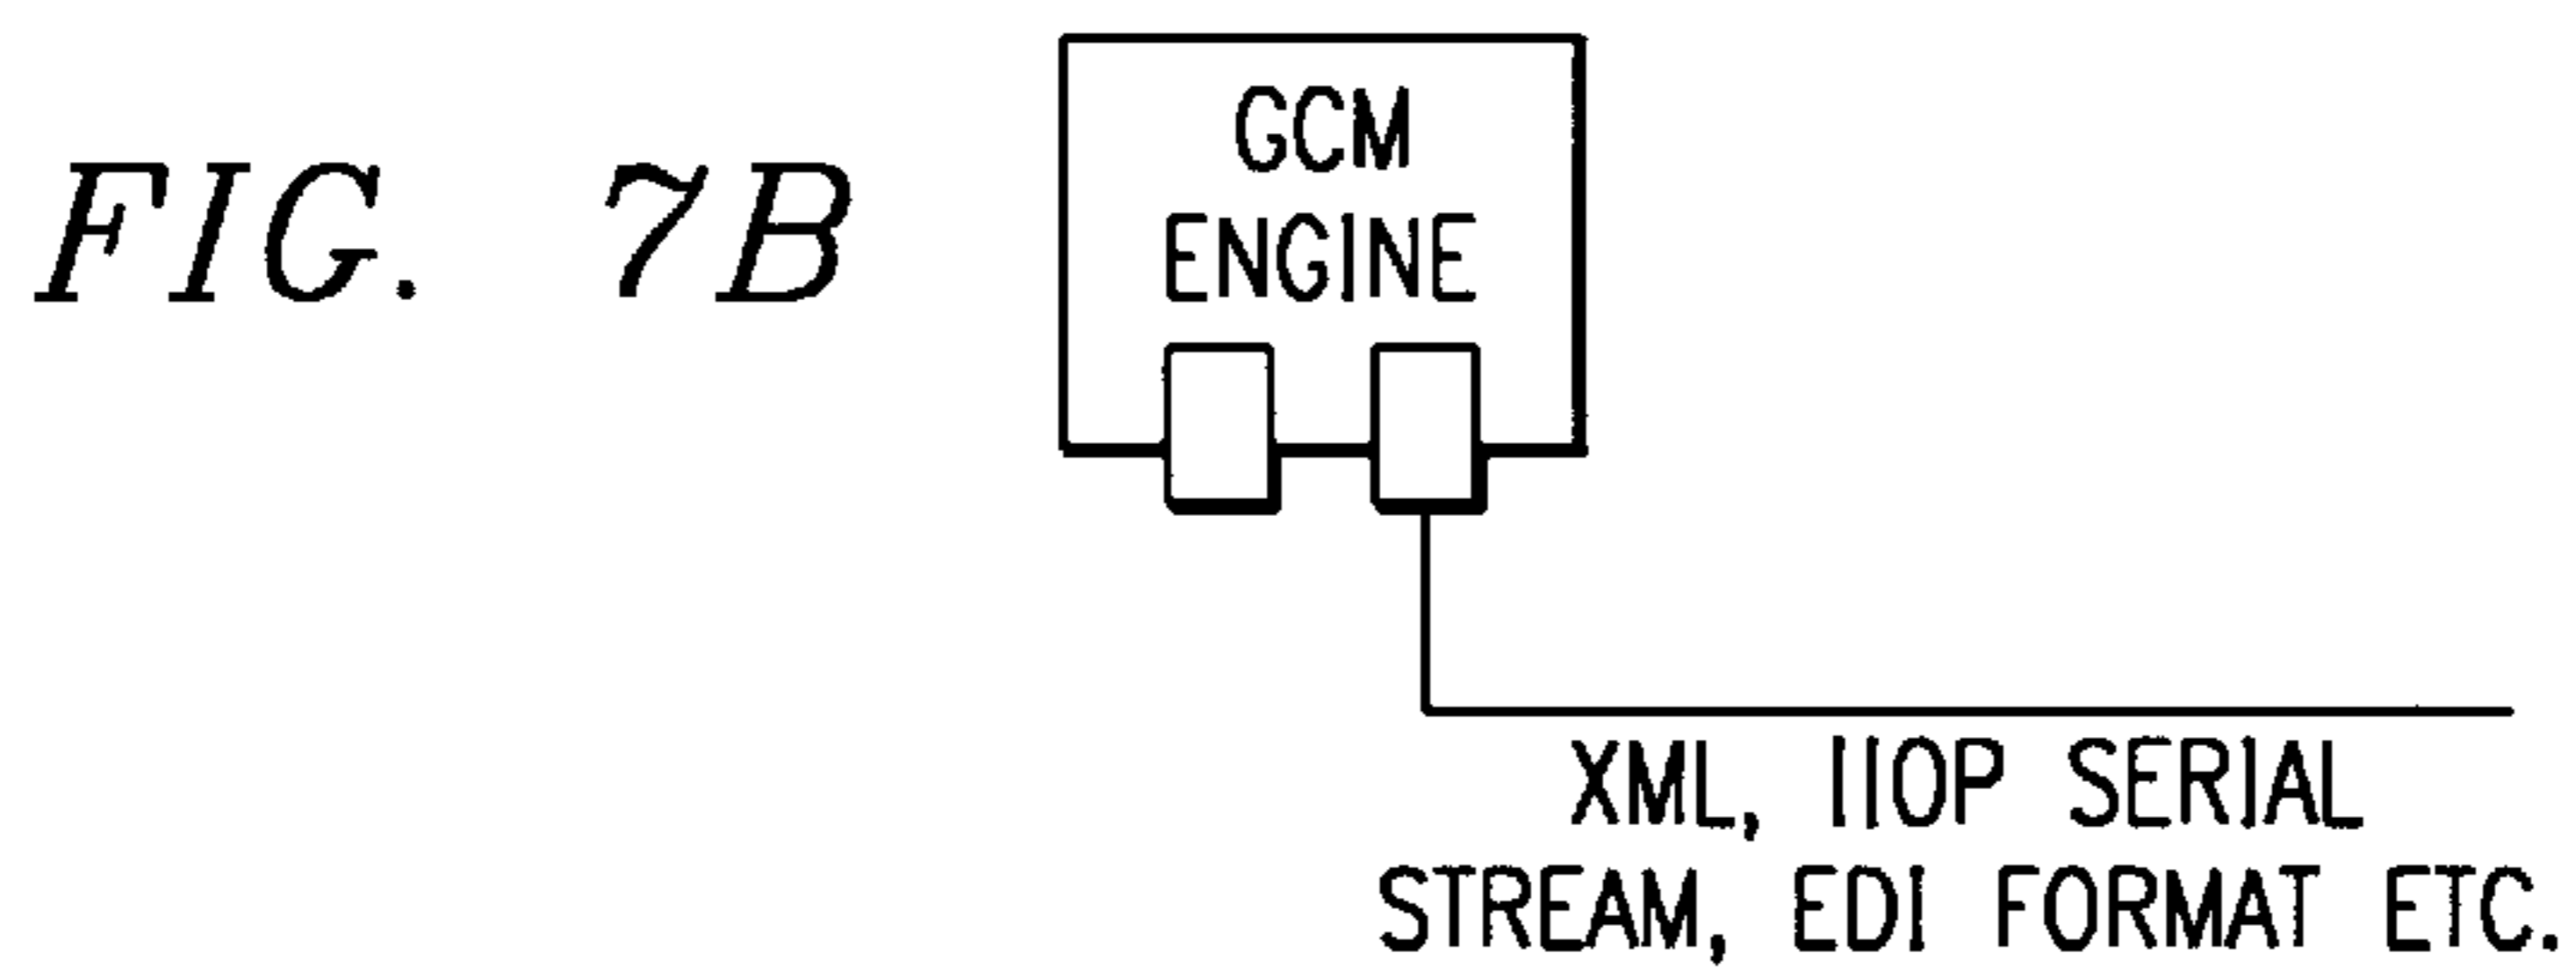 FIG. 7B
GCM
ENGINE
XML, IIOP SERIAL
STREAM, EDI FORMAT ETC.